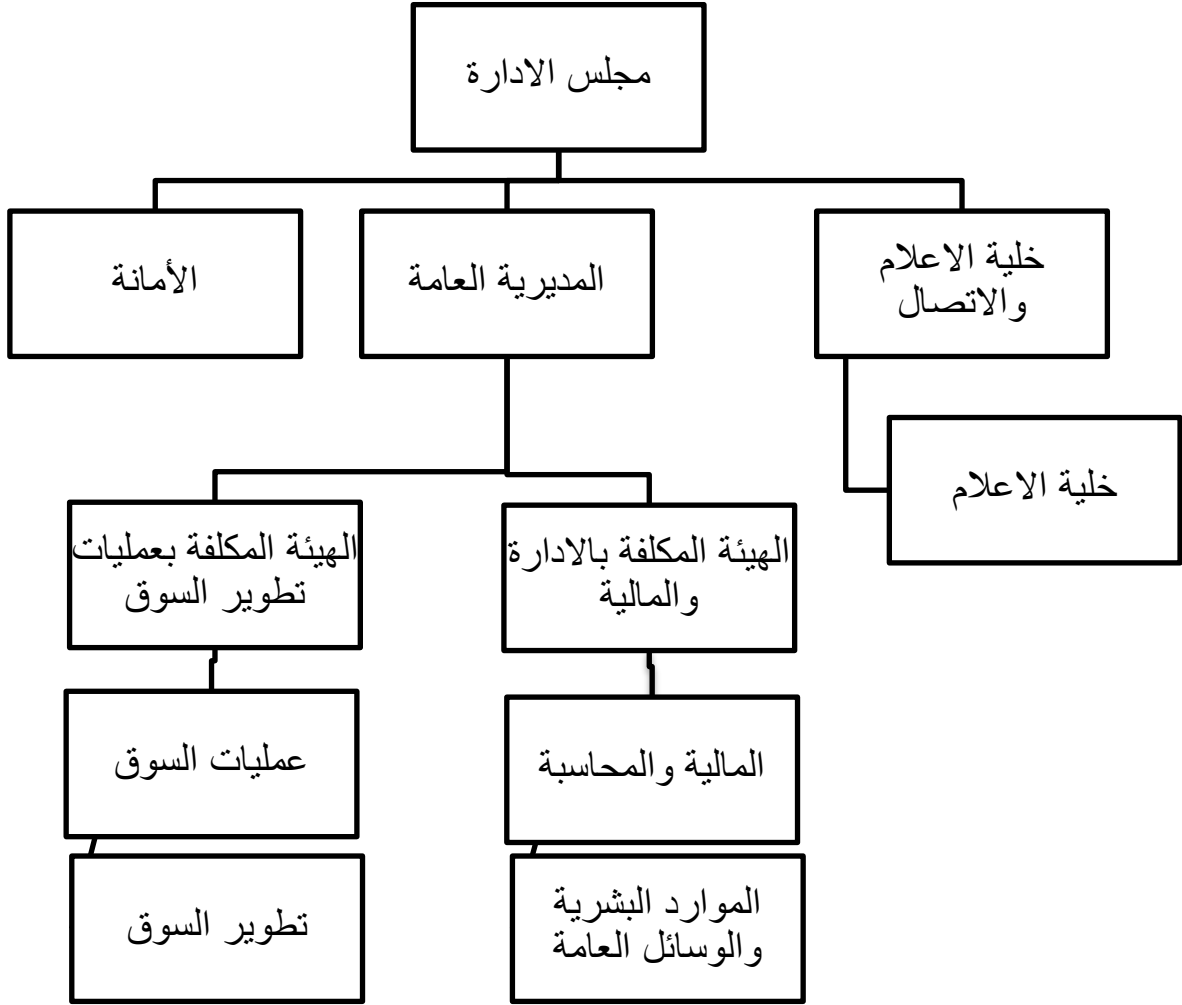 مجلس الادارة
خلية الاعلام
والاتصال
المديرية العامة
الأمانة
خلية الاعلام
الهيئة المكلفة بالادارة
والمالية
الهيئة المكلفة بعمليات
تطوير السوق
المالية والمحاسبة
عمليات السوق
الموارد البشرية
والوسائل العامة
تطوير السوق